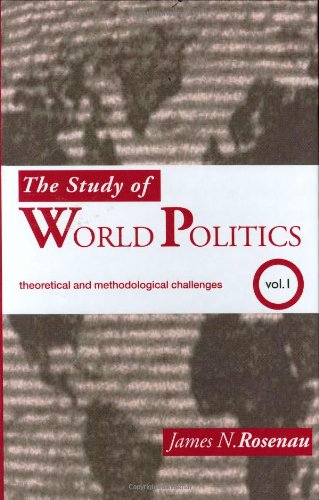 The Study of
WORLD POLITICS
theoretical and methodological challenges
vol. I
James N. Rosenau